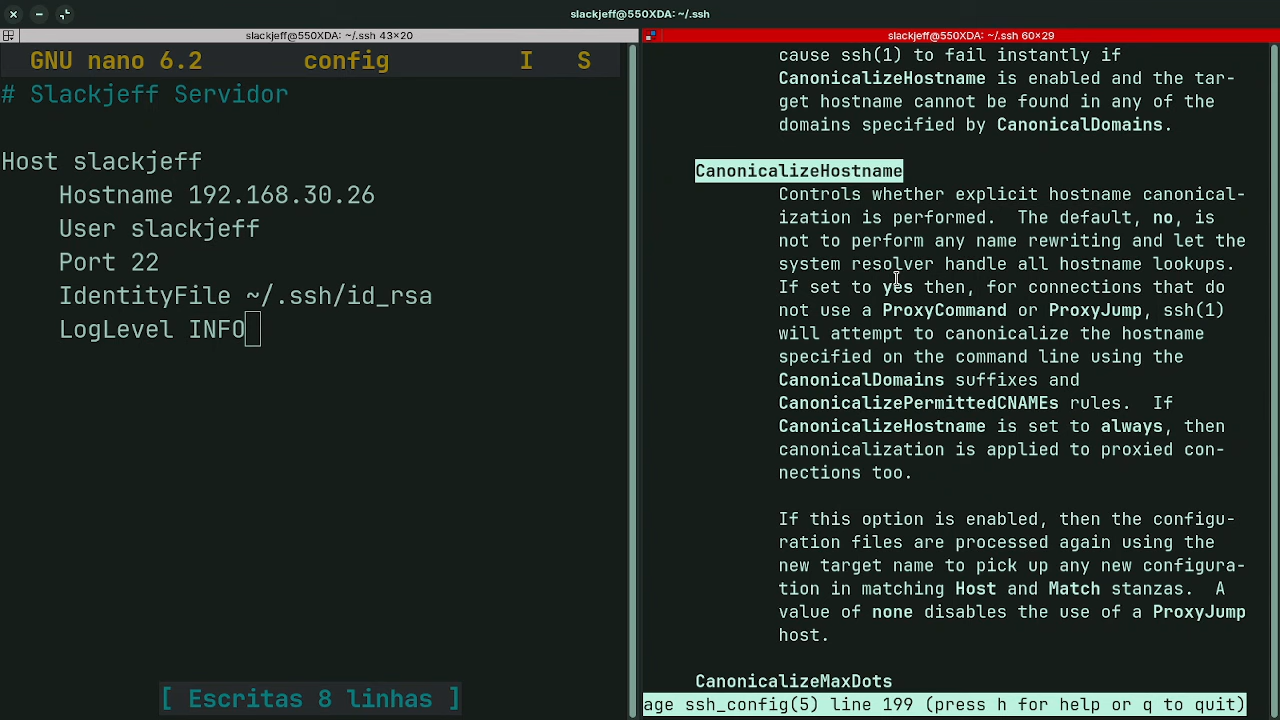 slackjeff@550XDA: ~/.ssh
slackjeff@550XDA: ~/.ssh 43×20
GNU nano 6.2 config I S
# Slackjeff Servidor
Host slackjeff
Hostname 192.168.30.26
User slackjeff
Port 22
IdentityFile ~/.ssh/id_rsa
LogLevel INFO
[ Escritas 8 linhas ]
slackjeff@550XDA: ~/.ssh 60×29
cause ssh(1) to fail instantly if
CanonicalizeHostname is enabled and the tar-
get hostname cannot be found in any of the
domains specified by CanonicalDomains.
CanonicalizeHostname
Controls whether explicit hostname canonical-
ization is performed.  The default, no, is
not to perform any name rewriting and let the
system resolver handle all hostname lookups.
If set to yes then, for connections that do
not use a ProxyCommand or ProxyJump, ssh(1)
will attempt to canonicalize the hostname
specified on the command line using the
CanonicalDomains suffixes and
CanonicalizePermittedCNAMEs rules.  If
CanonicalizeHostname is set to always, then
canonicalization is applied to proxied con-
nections too.
If this option is enabled, then the configu-
ration files are processed again using the
new target name to pick up any new configura-
tion in matching Host and Match stanzas.  A
value of none disables the use of a ProxyJump
host.
CanonicalizeMaxDots
age ssh_config(5) line 199 (press h for help or q to quit)